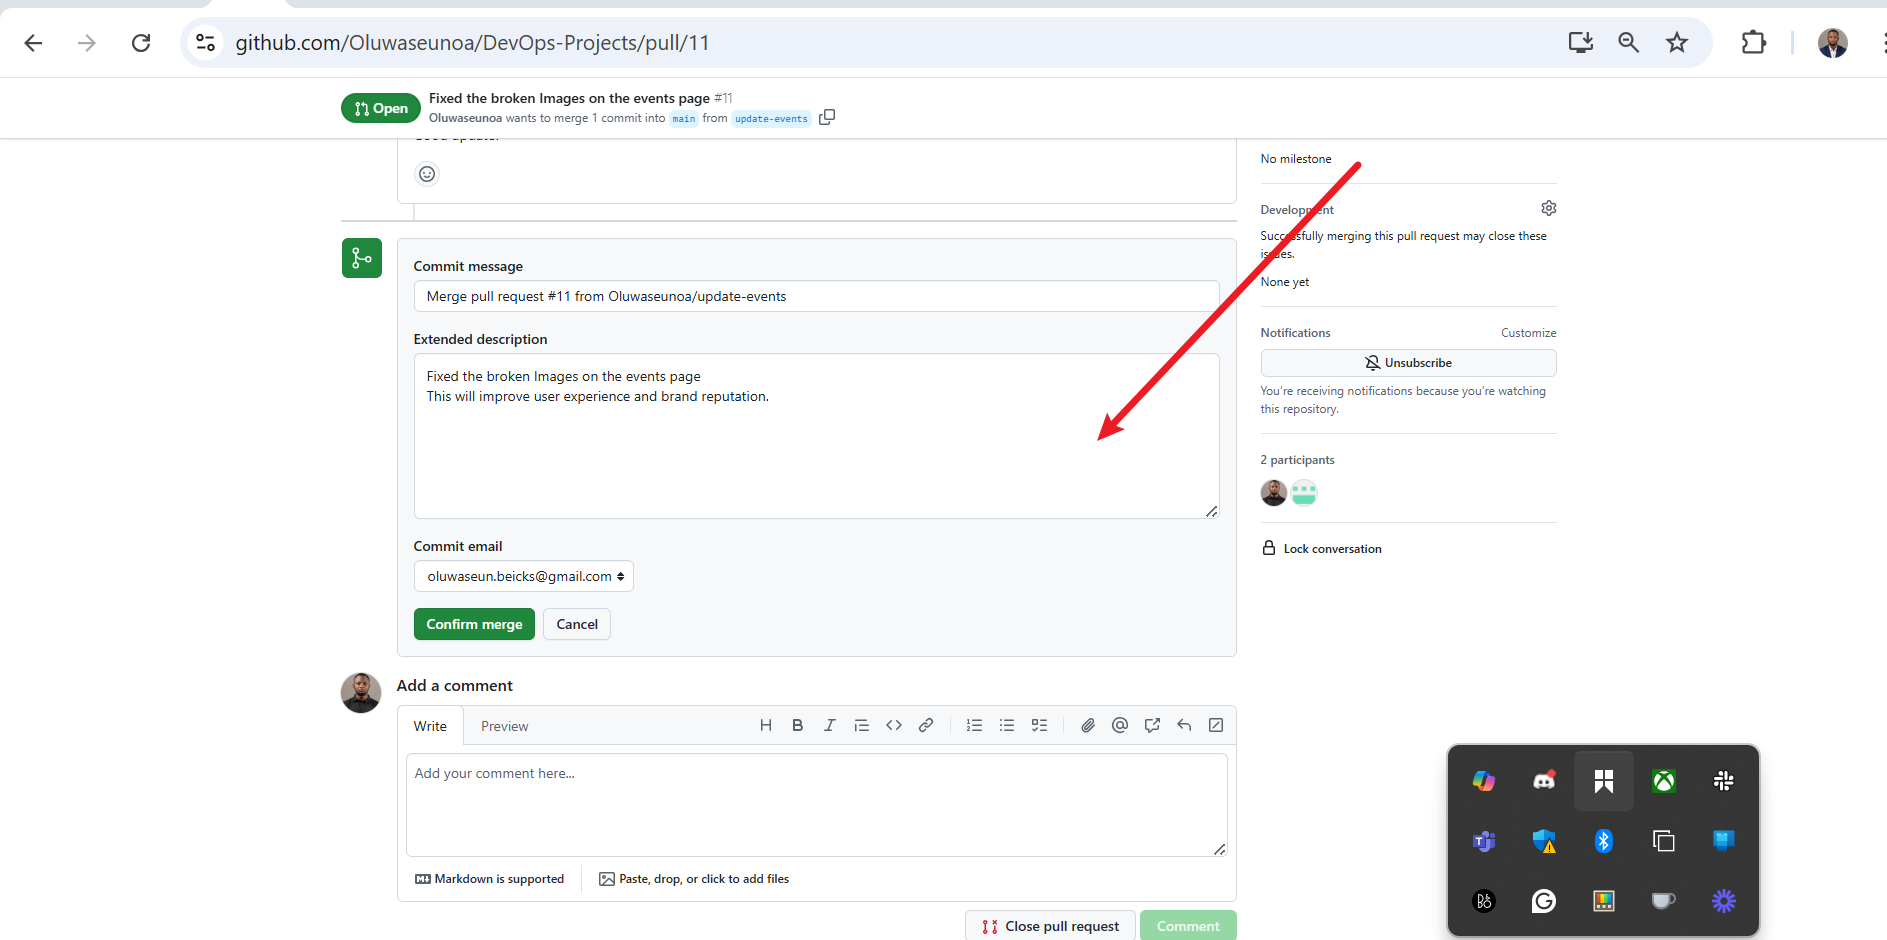 github.com/Oluwaseunoa/DevOps-Projects/pull/11
Open
Fixed the broken Images on the events page #11
Oluwaseunoa wants to merge 1 commit into main from update-events
No milestone
Development
Successfully merging this pull request may close these
issues.
None yet
Commit message
Merge pull request #11 from Oluwaseunoa/update-events
Extended description
Fixed the broken Images on the events page
This will improve user experience and brand reputation.
Notifications
Customize
Unsubscribe
You're receiving notifications because you're watching
this repository.
2 participants
Lock conversation
Commit email
oluwaseun.beicks@gmail.com
Confirm merge
Cancel
Add a comment
Write
Preview
Add your comment here...
Markdown is supported
Paste, drop, or click to add files
Close pull request
Comment